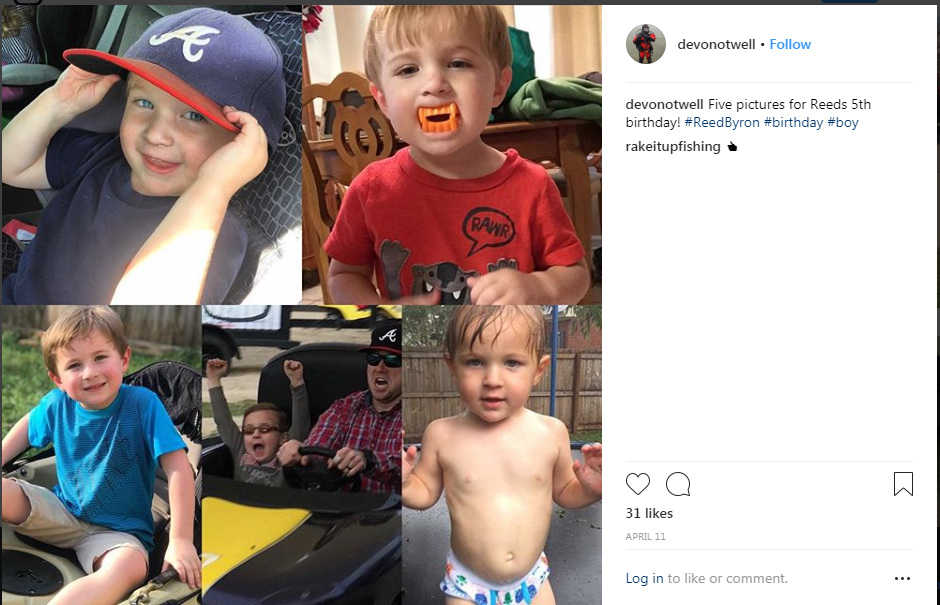 A
RAWR
A
devonotwell • Follow
devonotwell Five pictures for Reeds 5th
birthday! #ReedByron #birthday #boy
rakeitupfishing
31 likes
APRIL 11
Log in to like or comment.